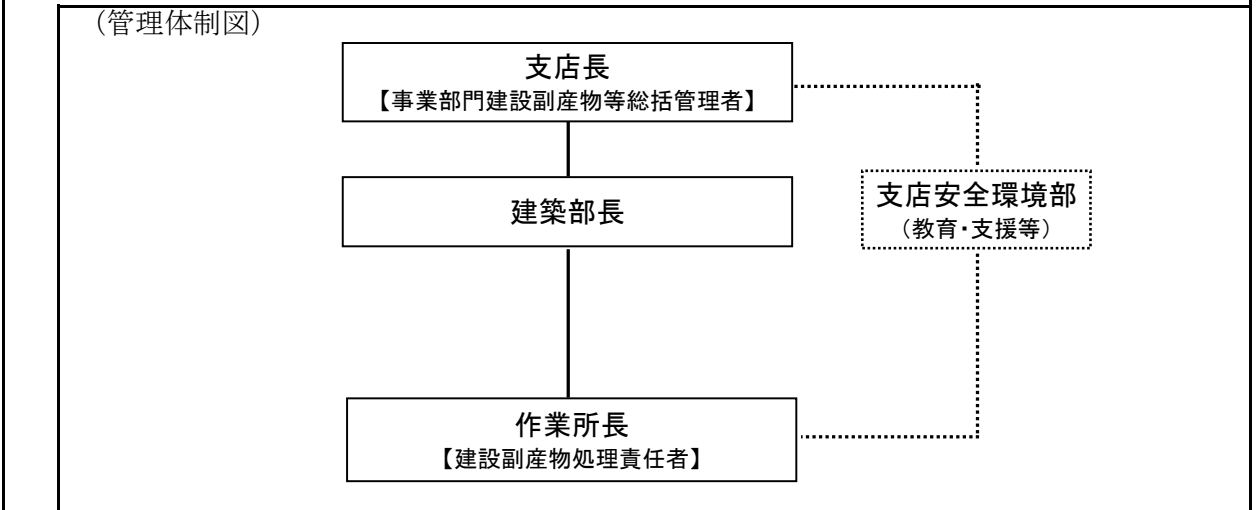 （管理体制図）
支店長
【事業部門建設副産物等総括管理者】
建築部長
支店安全環境部
（教育・支援等）
作業所長
【建設副産物処理責任者】